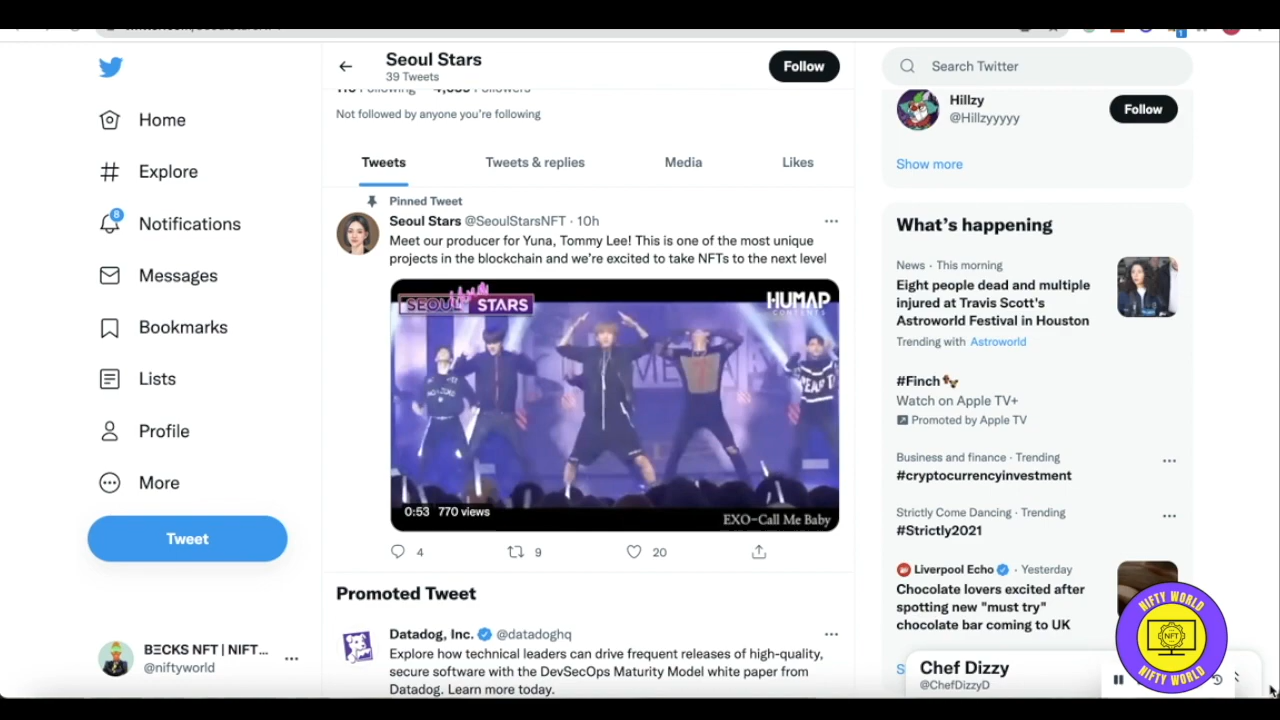 Home
Explore
8
Notifications
Messages
Bookmarks
Lists
Profile
More
Tweet
BΞCKS NFT | NIFT...
@niftyworld
Seoul Stars
39 Tweets
Follow
Following
Followers
Not followed by anyone you're following
Tweets
Tweets & replies
Media
Likes
Pinned Tweet
Seoul Stars @SeoulStarsNFT · 10h
Meet our producer for Yuna, Tommy Lee! This is one of the most unique
projects in the blockchain and we're excited to take NFTs to the next level
SEOUL STARS
HUMAP
CONTENTS
0:53 770 views
EXO-Call Me Baby
4
9
20
Promoted Tweet
Datadog, Inc. @datadoghq
Explore how technical leaders can drive frequent releases of high-quality,
secure software with the DevSecOps Maturity Model white paper from
Datadog. Learn more today.
Search Twitter
Hillzy
@Hillzyyyyy
Follow
Show more
What's happening
News · This morning
Eight people dead and multiple
injured at Travis Scott's
Astroworld Festival in Houston
Trending with Astroworld
#Finch
Watch on Apple TV+
Promoted by Apple TV
Business and finance · Trending
#cryptocurrencyinvestment
Strictly Come Dancing · Trending
#Strictly2021
Liverpool Echo · Yesterday
Chocolate lovers excited after
spotting new "must try"
chocolate bar coming to UK
Chef Dizzy
@ChefDizzyD
NIFTY WORLD
NFT
NIFTY WORLD